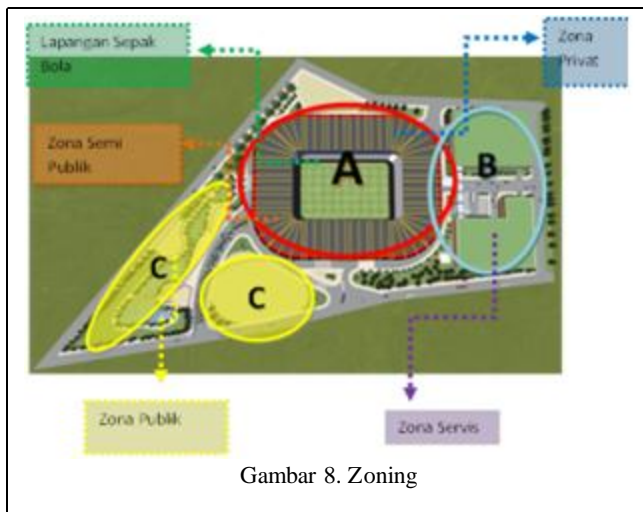 Lapangan Sepak
Bola
Zona
Privat
Zona Semi
Publik
A
B
C
C
Zona Publik
Zona Servis
Gambar 8. Zoning